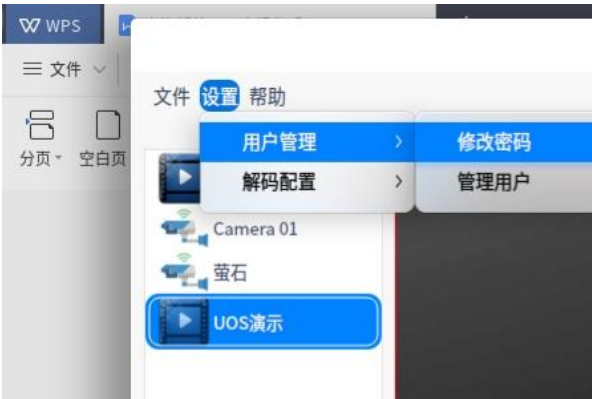 WPS
文件
分页
空白页
文件 设置 帮助
用户管理
修改密码
解码配置
管理用户
Camera 01
萤石
UOS演示